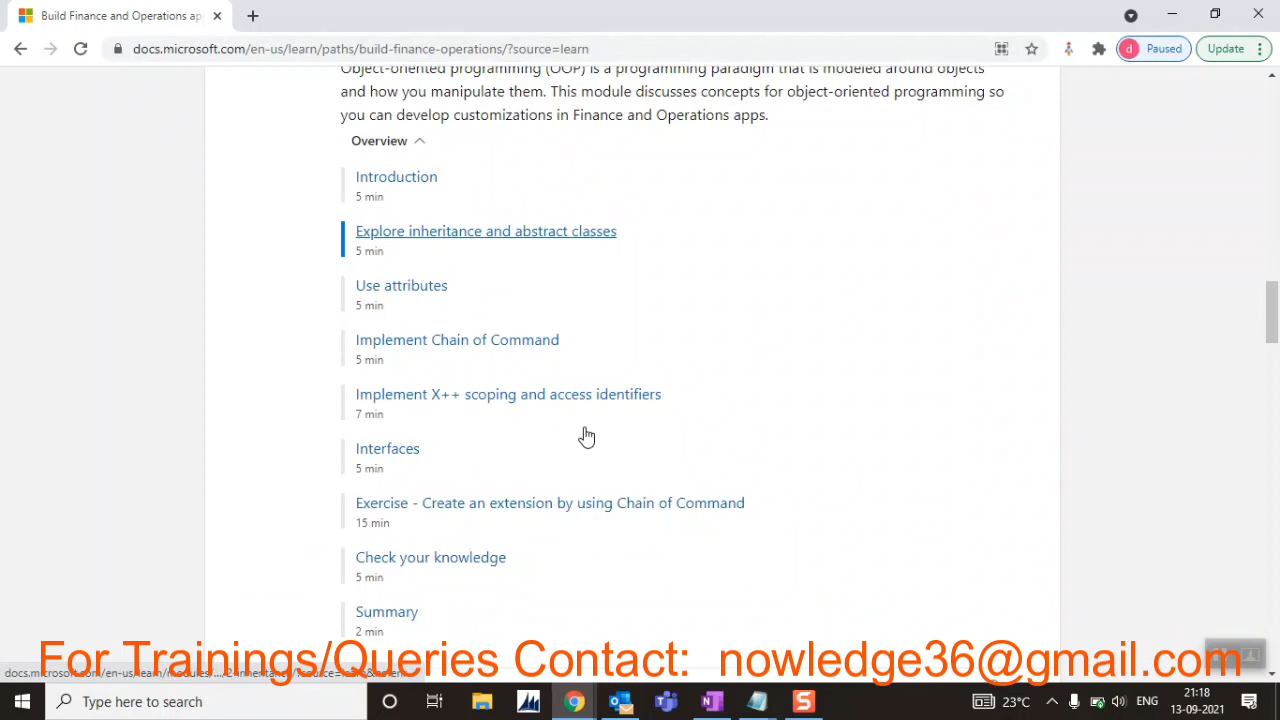 Build Finance and Operations ap
docs.microsoft.com/en-us/learn/paths/build-finance-operations/?source=learn
d Paused
Update
Object-oriented programming (OOP) is a programming paradigm that is modeled around objects
and how you manipulate them. This module discusses concepts for object-oriented programming so
you can develop customizations in Finance and Operations apps.
Overview
Introduction
5 min
Explore inheritance and abstract classes
5 min
Use attributes
5 min
Implement Chain of Command
5 min
Implement X++ scoping and access identifiers
7 min
Interfaces
5 min
Exercise - Create an extension by using Chain of Command
15 min
Check your knowledge
5 min
Summary
2 min
For Trainings/Queries Contact: nowledge36@gmail.com
Type here to search
23°C
ENG
21:18
13-09-2021